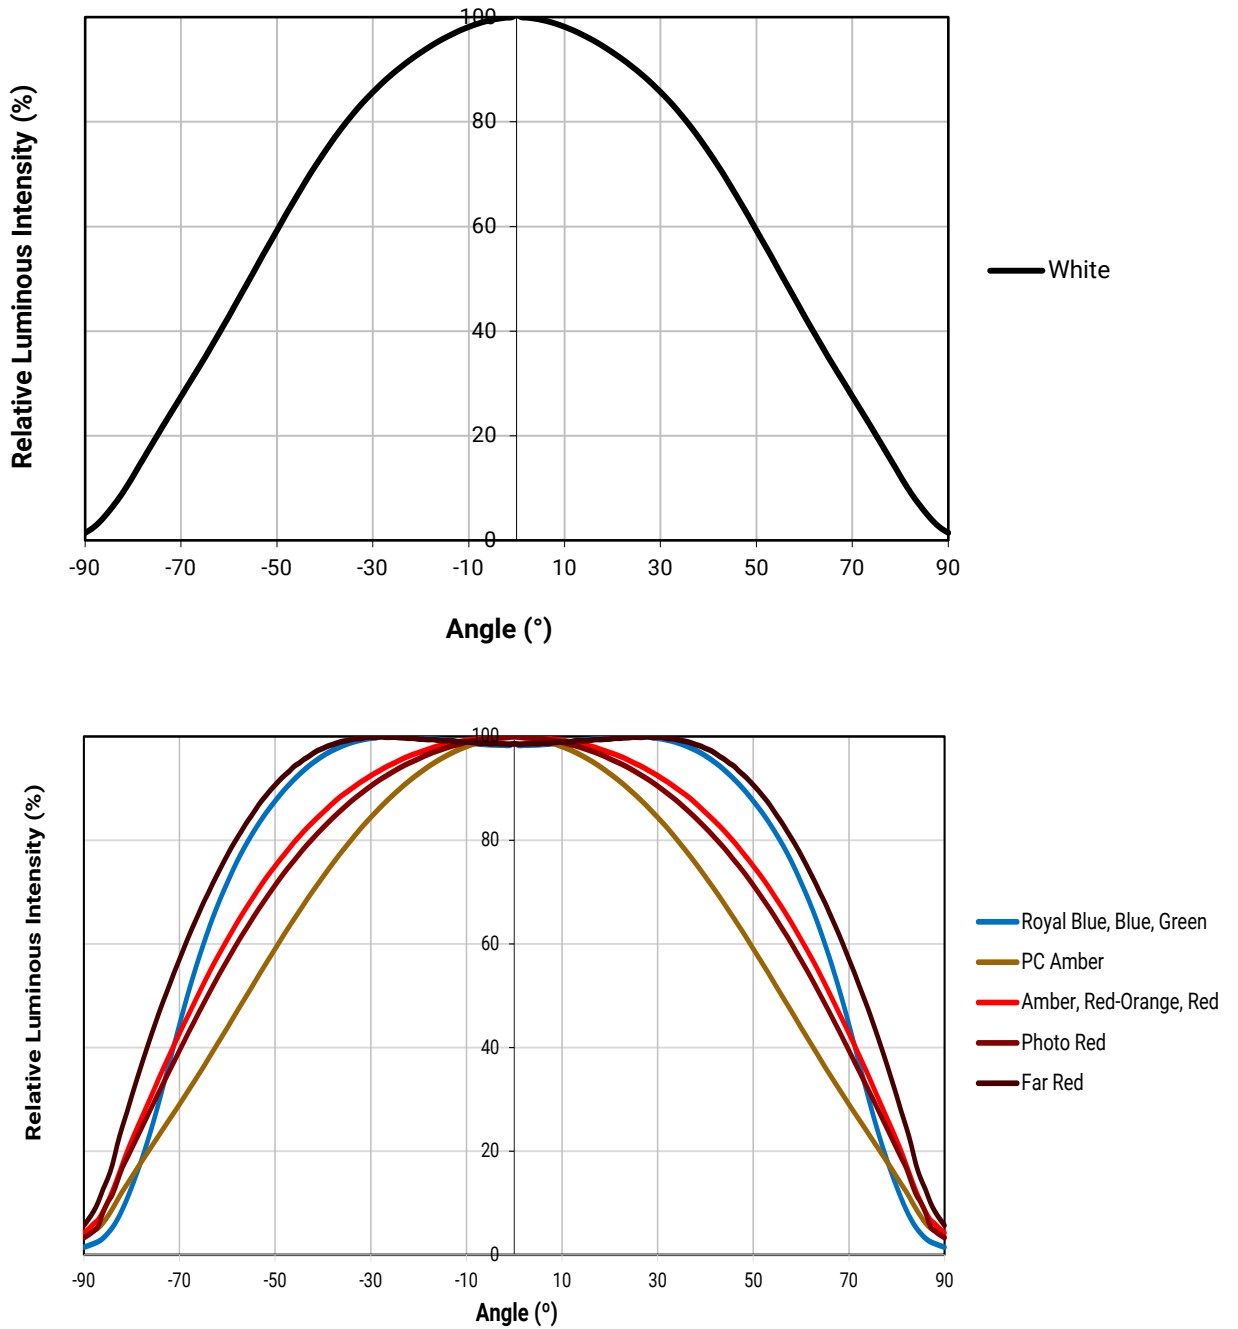 Relative Luminous Intensity (%)
100
80
60
40
20
0
-90 -70 -50 -30 -10 10 30 50 70 90
Angle (°)
White
Relative Luminous Intensity (%)
100
80
60
40
20
0
-90 -70 -50 -30 -10 10 30 50 70 90
Angle (º)
Royal Blue, Blue, Green
PC Amber
Amber, Red-Orange, Red
Photo Red
Far Red